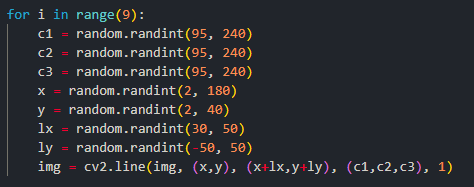 for i in range(9):
    c1 = random.randint(95, 240)
    c2 = random.randint(95, 240)
    c3 = random.randint(95, 240)
    x = random.randint(2, 180)
    y = random.randint(2, 40)
    lx = random.randint(30, 50)
    ly = random.randint(-50, 50)
    img = cv2.line(img, (x,y), (x+lx,y+ly), (c1,c2,c3), 1)